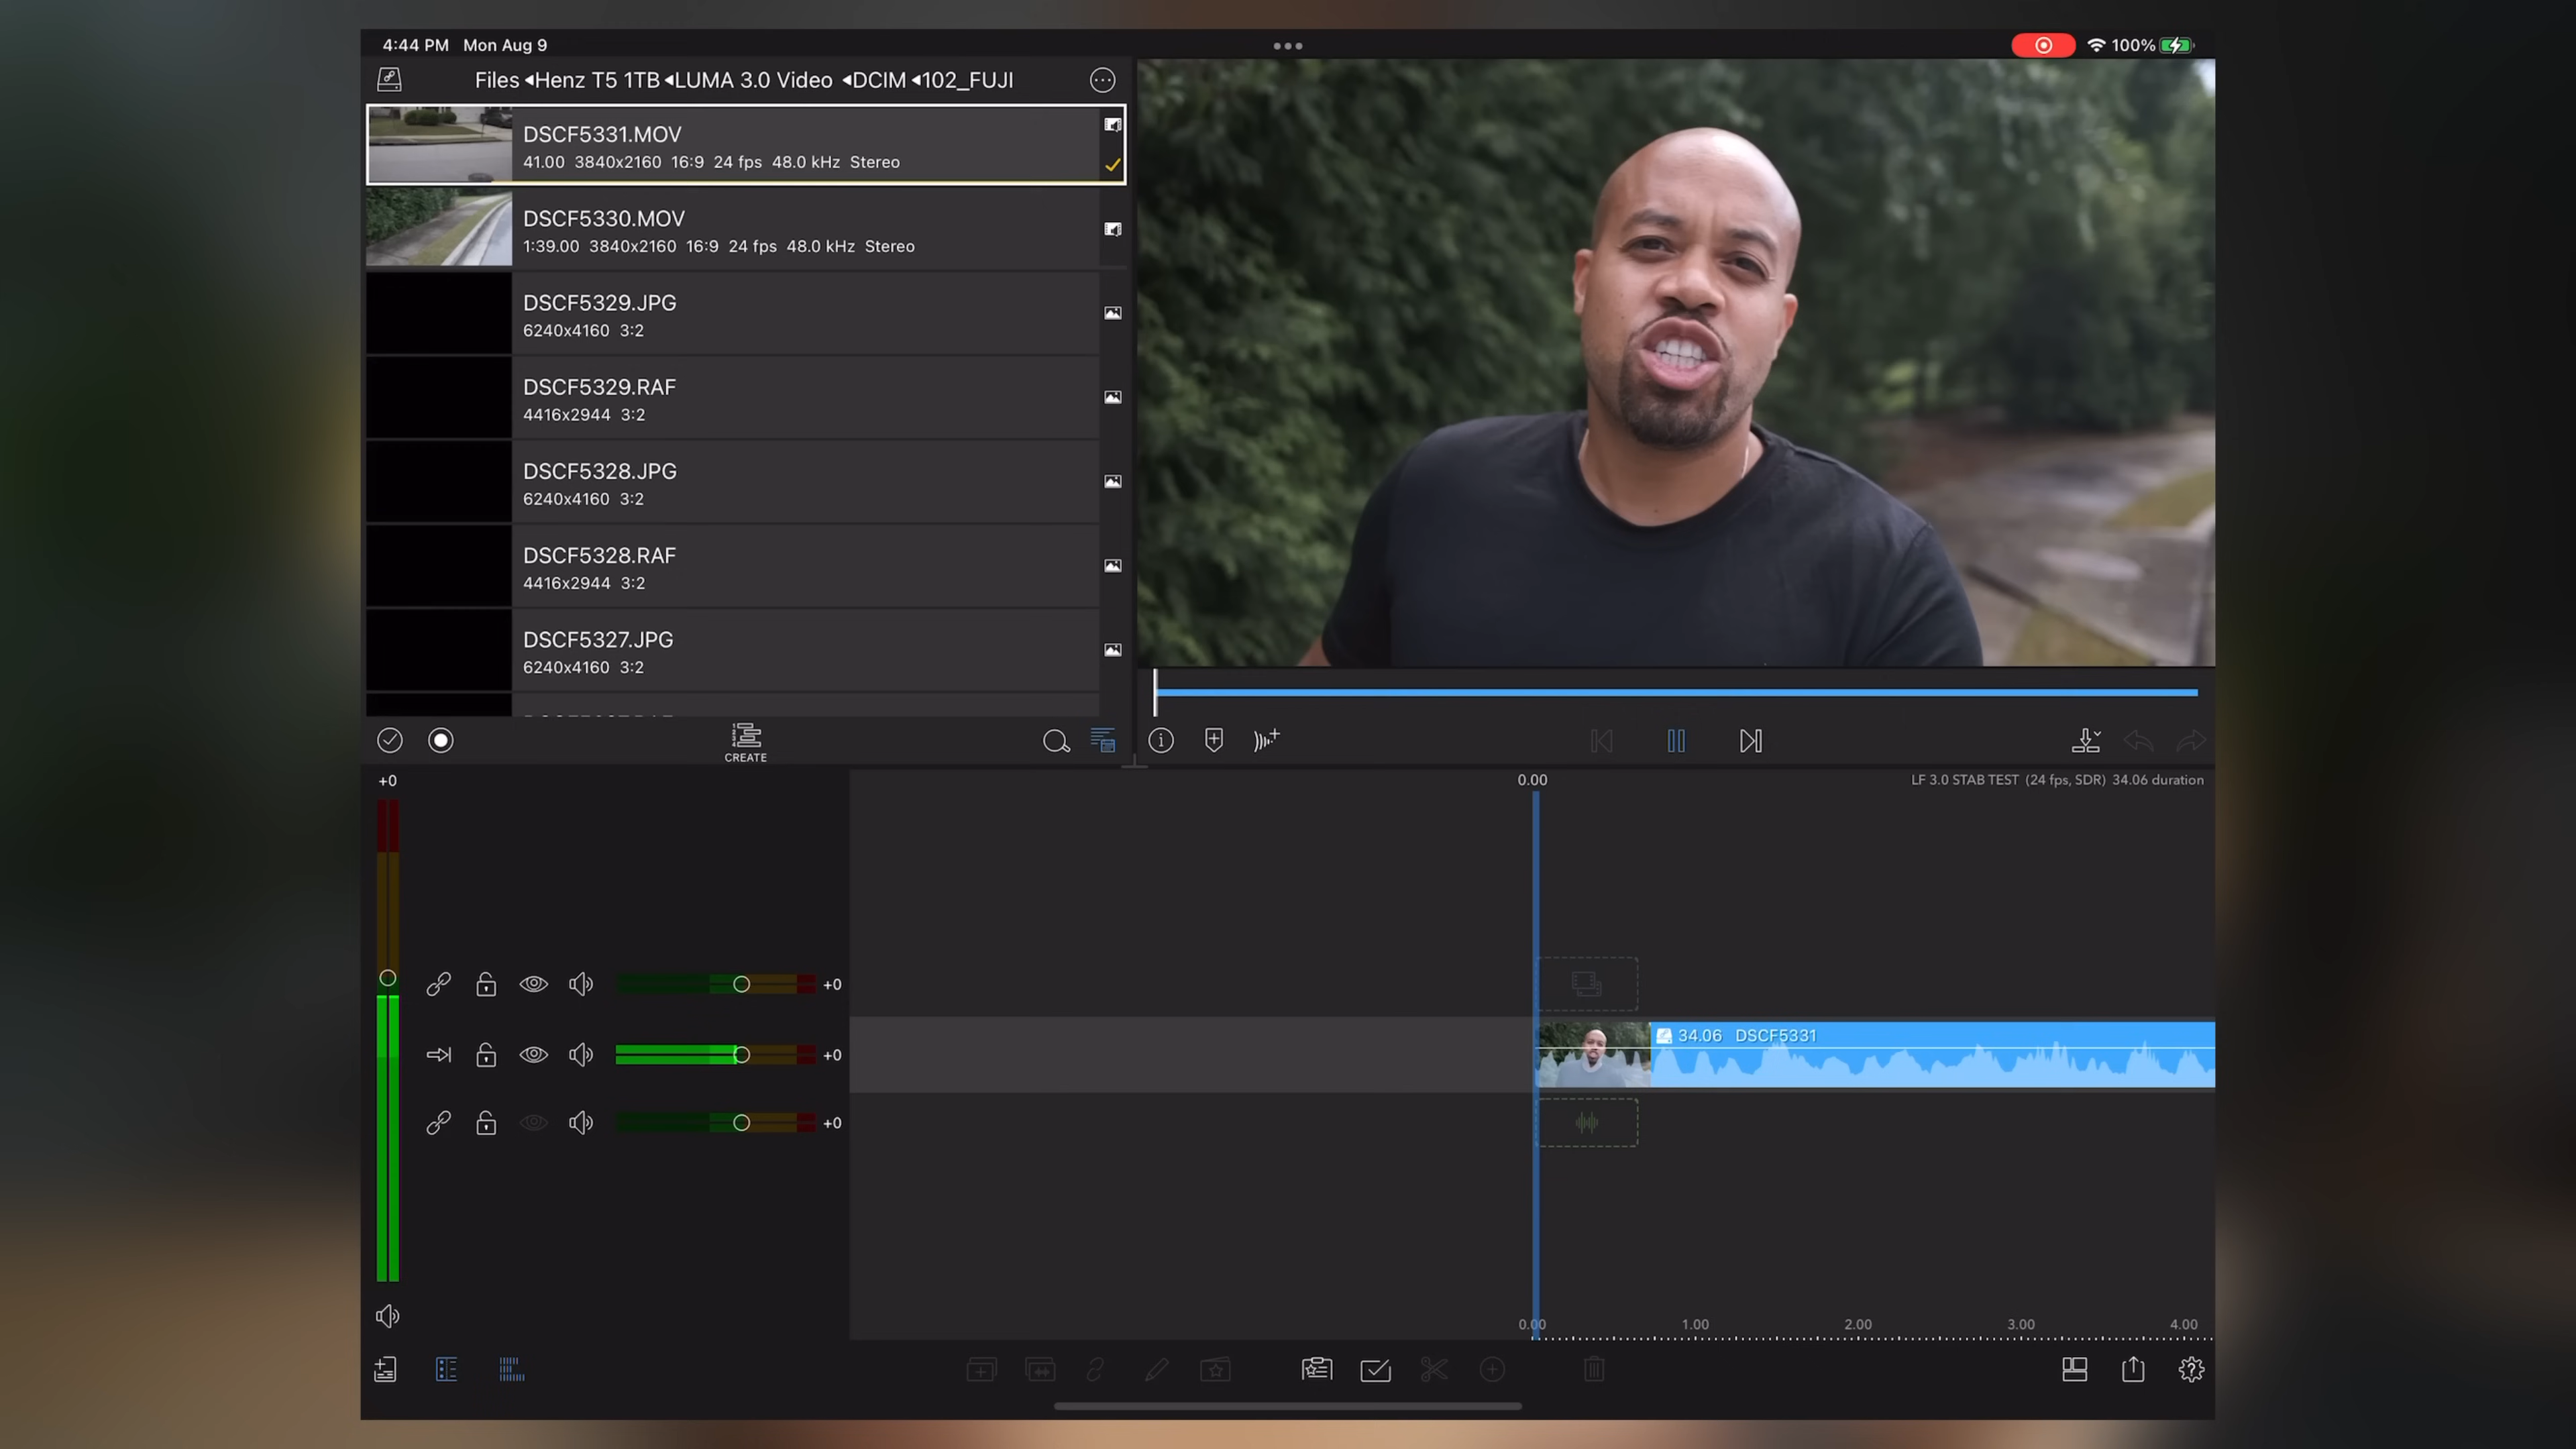 4:44 PM Mon Aug 9
100%
Files ◂Henz T5 1TB ◂LUMA 3.0 Video ◂DCIM ◂102_FUJI
DSCF5331.MOV
41.00 3840x2160 16:9 24 fps 48.0 kHz Stereo
DSCF5330.MOV
1:39.00 3840x2160 16:9 24 fps 48.0 kHz Stereo
DSCF5329.JPG
6240x4160 3:2
DSCF5329.RAF
4416x2944 3:2
DSCF5328.JPG
6240x4160 3:2
DSCF5328.RAF
4416x2944 3:2
DSCF5327.JPG
6240x4160 3:2
CREATE
+0
0.00
LF 3.0 STAB TEST (24 fps, SDR) 34.06 duration
+0
34.06 DSCF5331
+0
+0
0.00 1.00 2.00 3.00 4.00